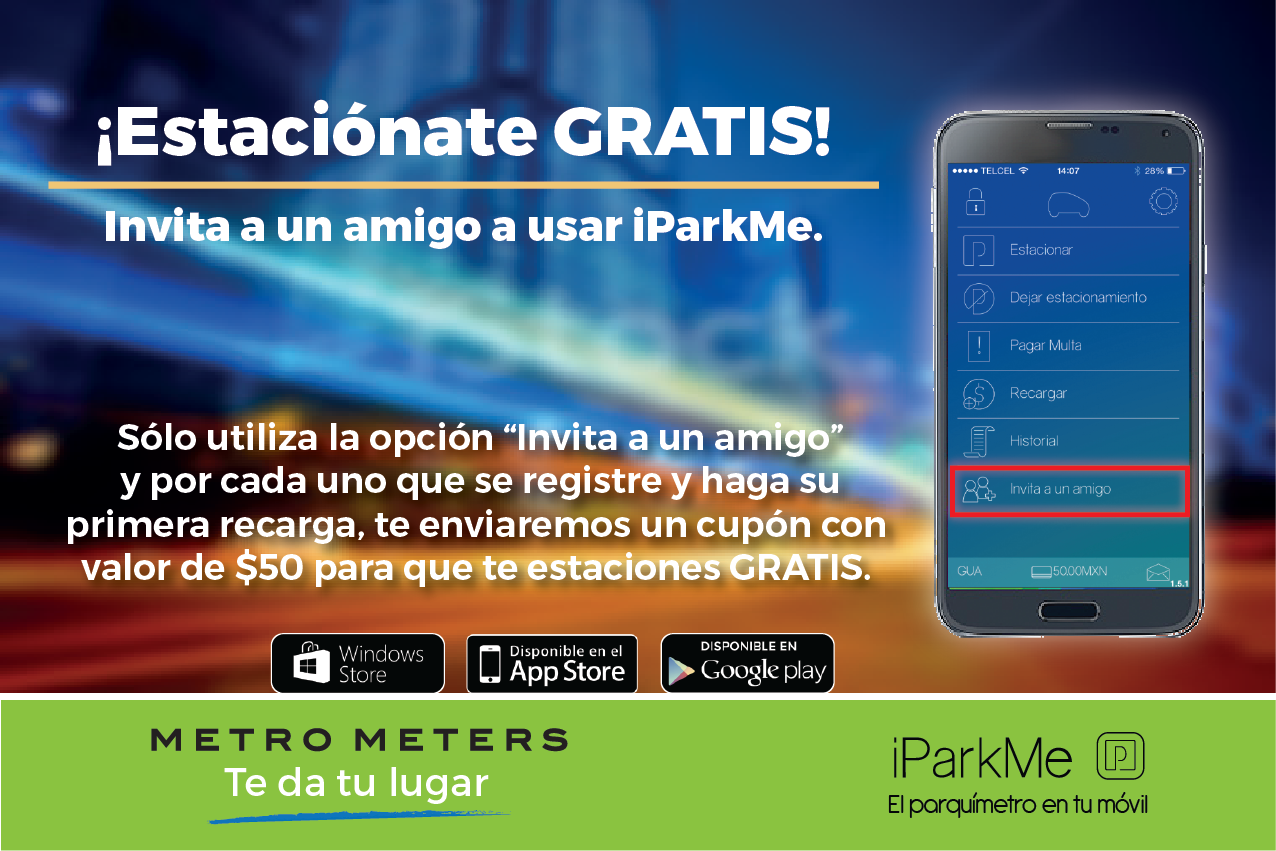 ¡Estaciónate GRATIS!
Invita a un amigo a usar iParkMe.
Sólo utiliza la opción “Invita a un amigo”
y por cada uno que se registre y haga su
primera recarga, te enviaremos un cupón con
valor de $50 para que te estaciones GRATIS.
TELCEL 14:07 28%
Estacionar
Dejar estacionamiento
Pagar Multa
Recargar
Historial
Invita a un amigo
GUA 50.00MXN 1.5.1
Windows
Store
Disponible en el
App Store
DISPONIBLE EN
Google play
METRO METERS
Te da tu lugar
iParkMe P
El parquímetro en tu móvil